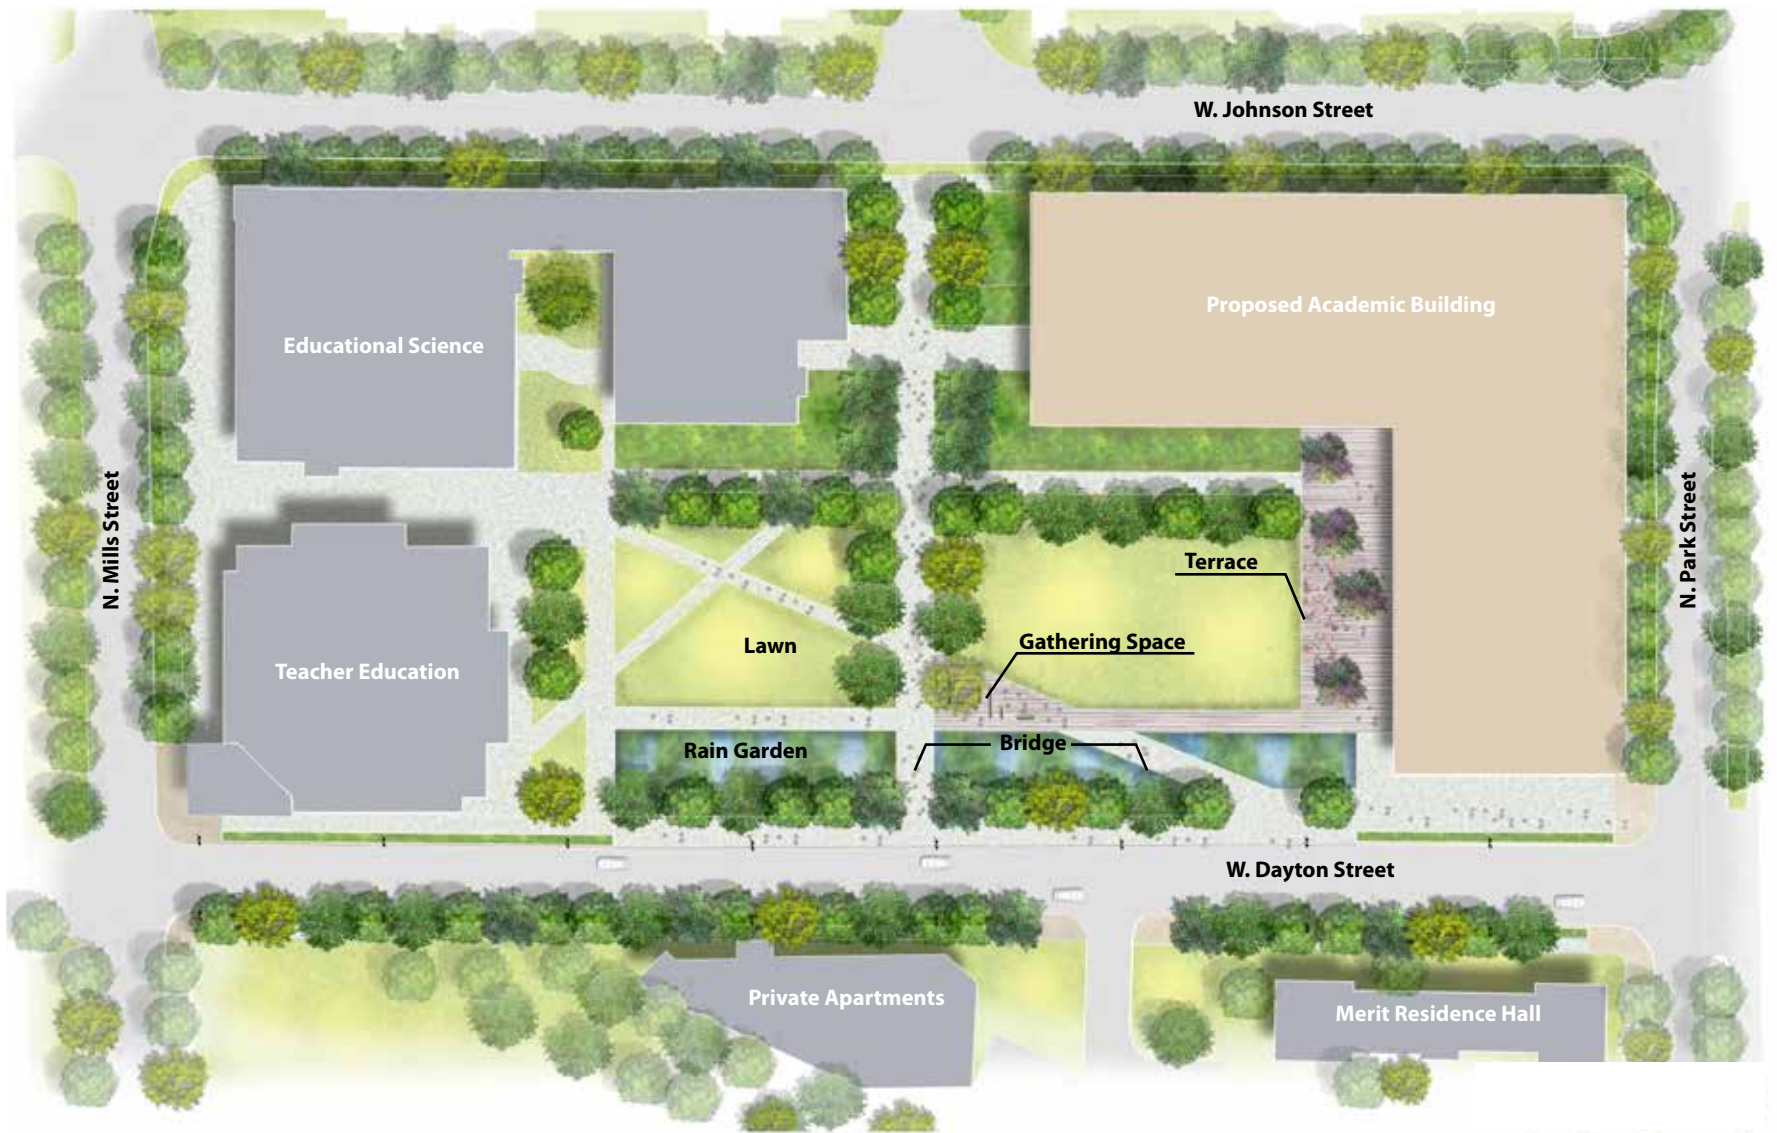 W. Johnson Street
Proposed Academic Building
Educational Science
N. Mills Street
N. Park Street
Terrace
Gathering Space
Lawn
Teacher Education
Bridge
Rain Garden
W. Dayton Street
Private Apartments
Merit Residence Hall